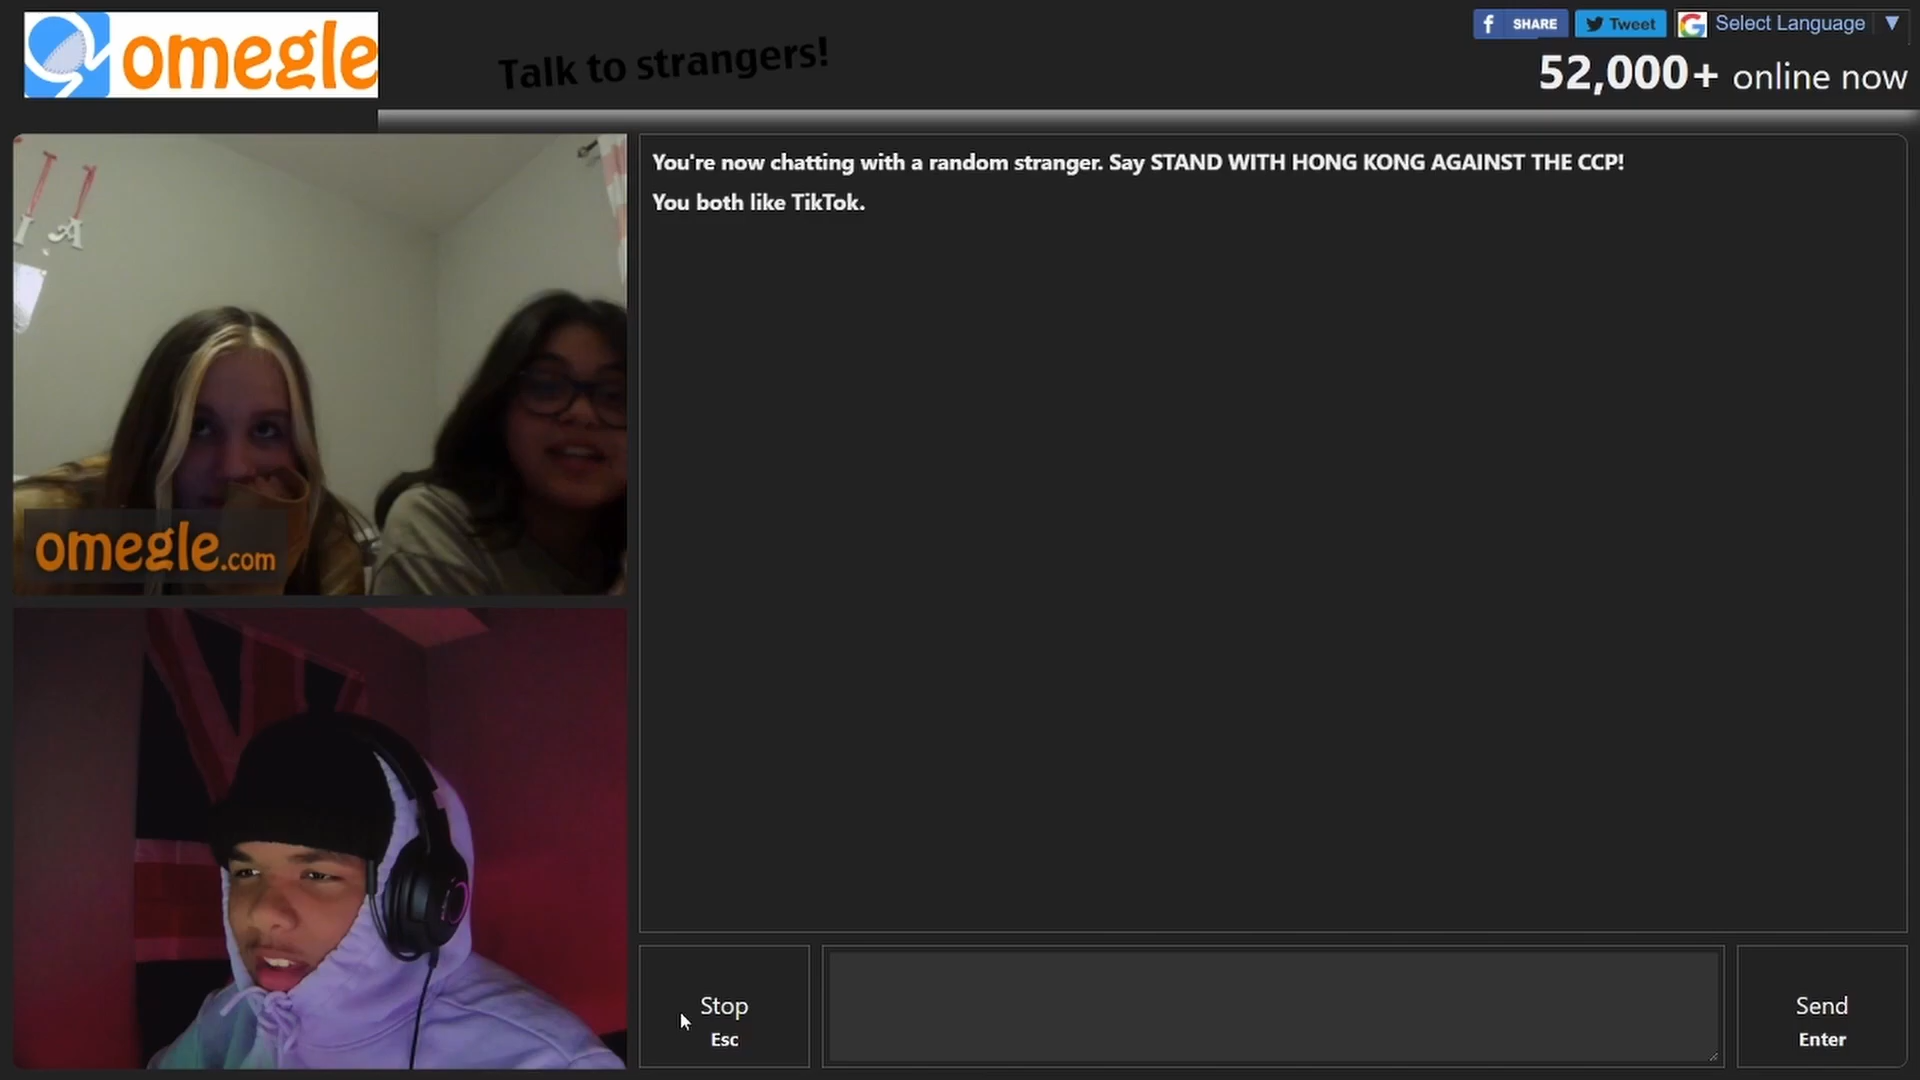 omegle
Talk to strangers!
f SHARE
Tweet
G Select Language ▼
52,000+ online now
I A
omegle.com
You're now chatting with a random stranger. Say STAND WITH HONG KONG AGAINST THE CCP!
You both like TikTok.
Stop
Esc
Send
Enter